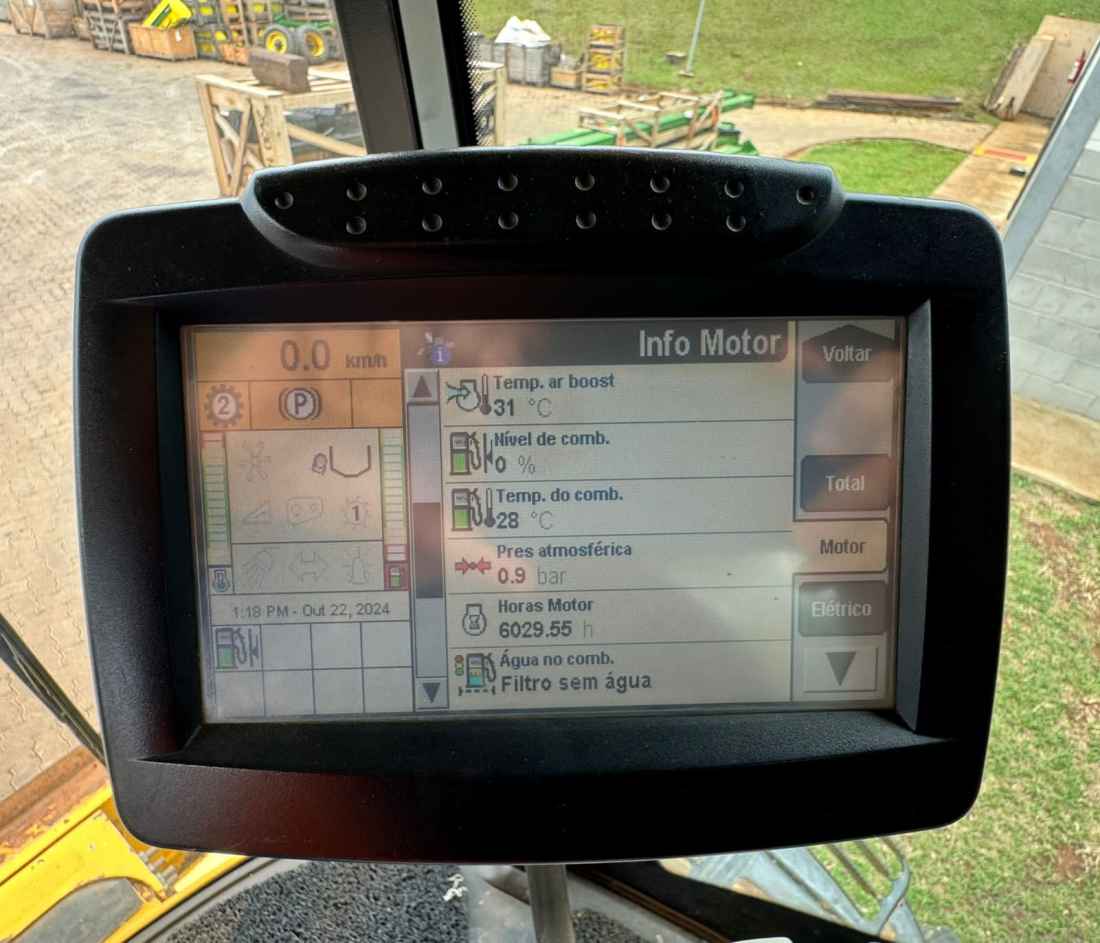 0.0 km/h
2
P
1
1:18 PM - Out 22, 2024
Info Motor
Temp. ar boost
31 °C
Nível de comb.
0 %
Temp. do comb.
28 °C
Pres atmosférica
0.9 bar
Horas Motor
6029.55 h
Água no comb.
Filtro sem água
Voltar
Total
Motor
Elétrico